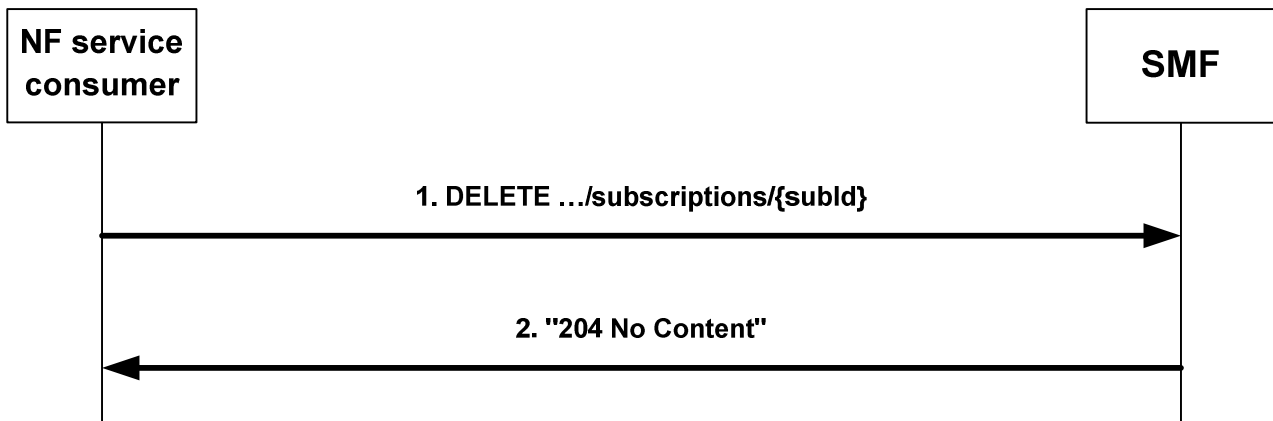 NF service
consumer
SMF
1. DELETE …/subscriptions/{subId}
2. "204 No Content"